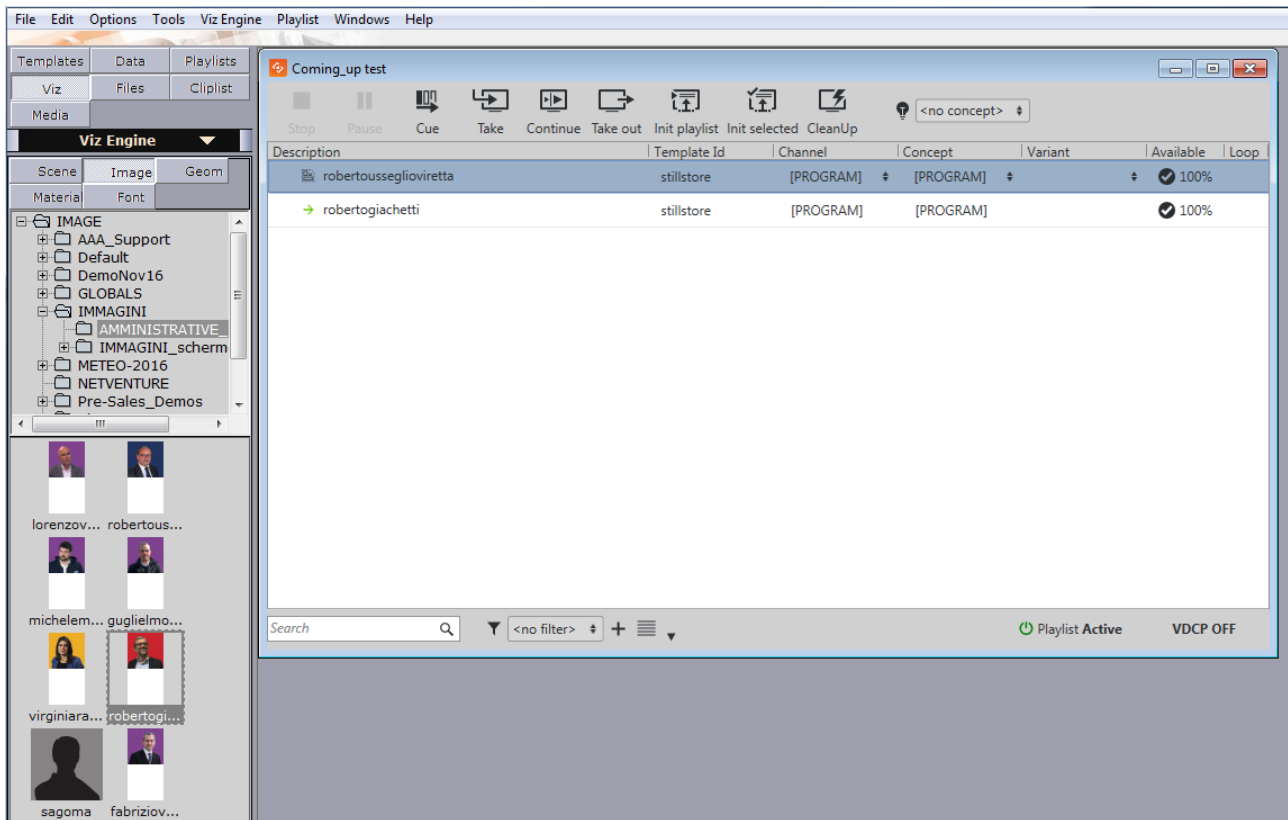 File Edit Options Tools Viz Engine Playlist Windows Help
Templates Data Playlists
Viz Files Cliplist
Media
Viz Engine
Scene Image Geom
Material Font
IMAGE
AAA_Support
Default
DemoNov16
GLOBALS
IMMAGINI
AMMINISTRATIVE_
IMMAGINI_scherm
METEO-2016
NETVENTURE
Pre-Sales_Demos
lorenzov... robertous...
michelem... guglielmo...
virginiara... robertogi...
sagoma fabriziov...
Coming_up test
Stop Pause Cue Take Continue Take out Init playlist Init selected CleanUp <no concept>
Description Template Id Channel Concept Variant Available Loop
robertousseglioviretta stillstore [PROGRAM] [PROGRAM] 100%
robertogiachetti stillstore [PROGRAM] [PROGRAM] 100%
Search <no filter> Playlist Active VDCP OFF